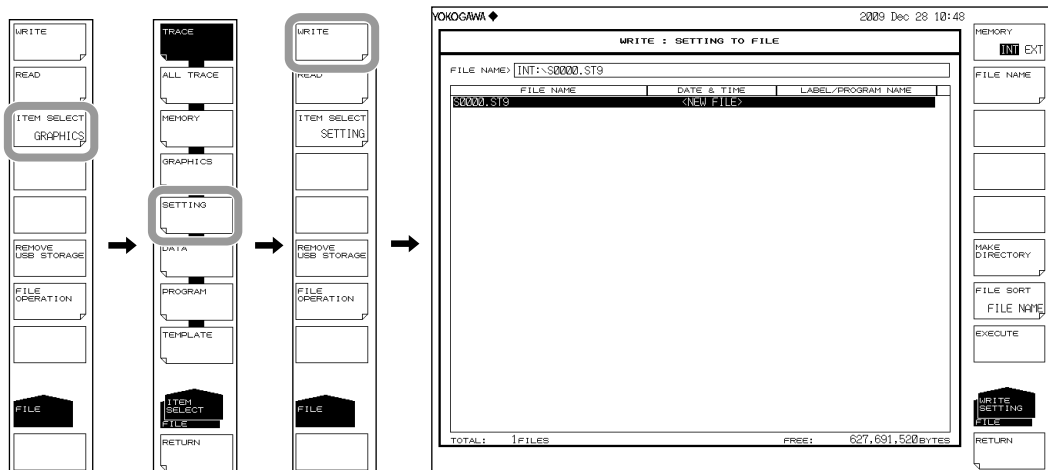 WRITE
READ
ITEM SELECT
GRAPHICS
REMOVE
USB STORAGE
FILE
OPERATION
FILE
TRACE
ALL TRACE
MEMORY
GRAPHICS
SETTING
DATA
PROGRAM
TEMPLATE
ITEM
SELECT
FILE
RETURN
WRITE
READ
ITEM SELECT
SETTING
REMOVE
USB STORAGE
FILE
OPERATION
FILE
YOKOGAWA 2009 Dec 28 10:48
WRITE : SETTING TO FILE
FILE NAME> INT:\S0000.ST9
FILE NAME DATE & TIME LABEL/PROGRAM NAME
S0000.ST9 <NEW FILE>
TOTAL: 1FILES FREE: 627,691,520BYTES
MEMORY
INT EXT
FILE NAME
MAKE
DIRECTORY
FILE SORT
FILE NAME
EXECUTE
WRITE
SETTING
FILE
RETURN